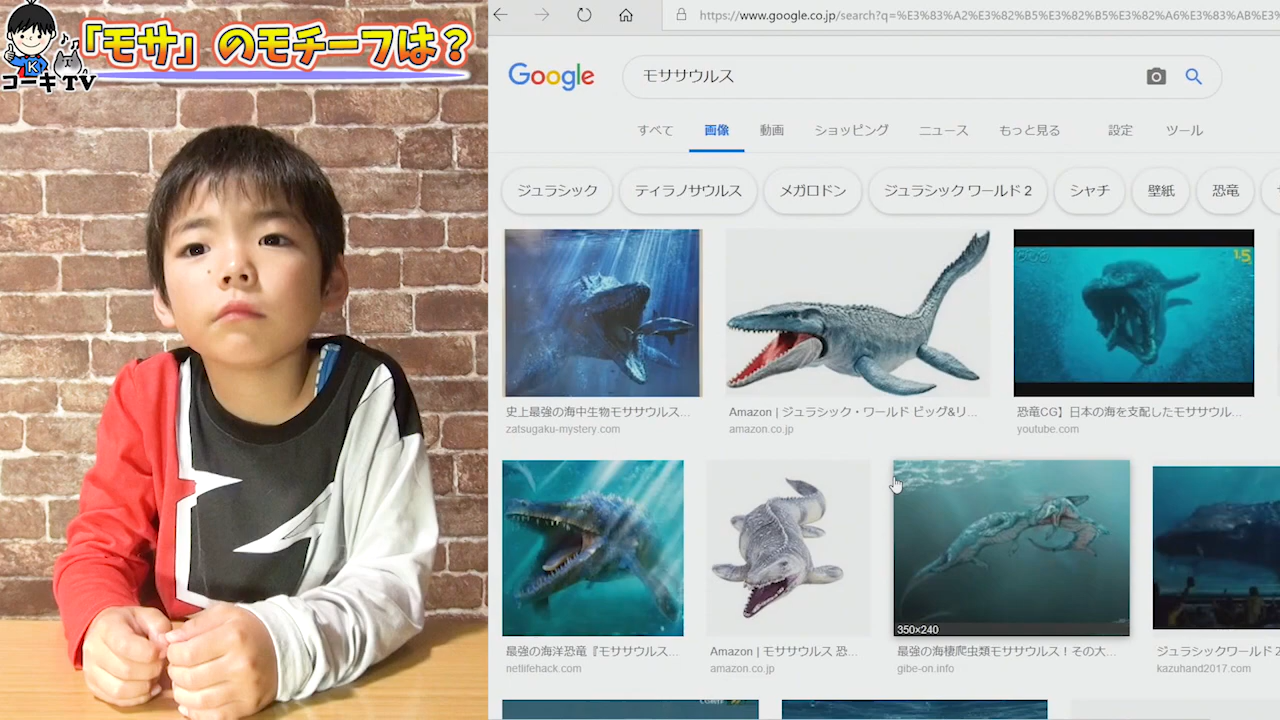 「モサ」のモチーフは？
K
コーキTV
https://www.google.co.jp/search?q=%E3%83%A2%E3%82%B5%E3%82%B5%E3%82%A6%E3%83%AB%E3
Google
モササウルス
すべて 画像 動画 ショッピング ニュース もっと見る 設定 ツール
ジュラシック ティラノサウルス メガロドン ジュラシック ワールド 2 シャチ 壁紙 恐竜
1.5
史上最強の海中生物モササウルス...
zatsugaku-mystery.com
Amazon | ジュラシック・ワールド ビッグ&リ...
amazon.co.jp
恐竜CG】日本の海を支配したモササウル...
youtube.com
350×240
最強の海洋恐竜『モササウルス...
netlifehack.com
Amazon | モササウルス 恐...
amazon.co.jp
最強の海棲爬虫類モササウルス！その大...
gibe-on.info
ジュラシックワールド 2
kazuhand2017.com